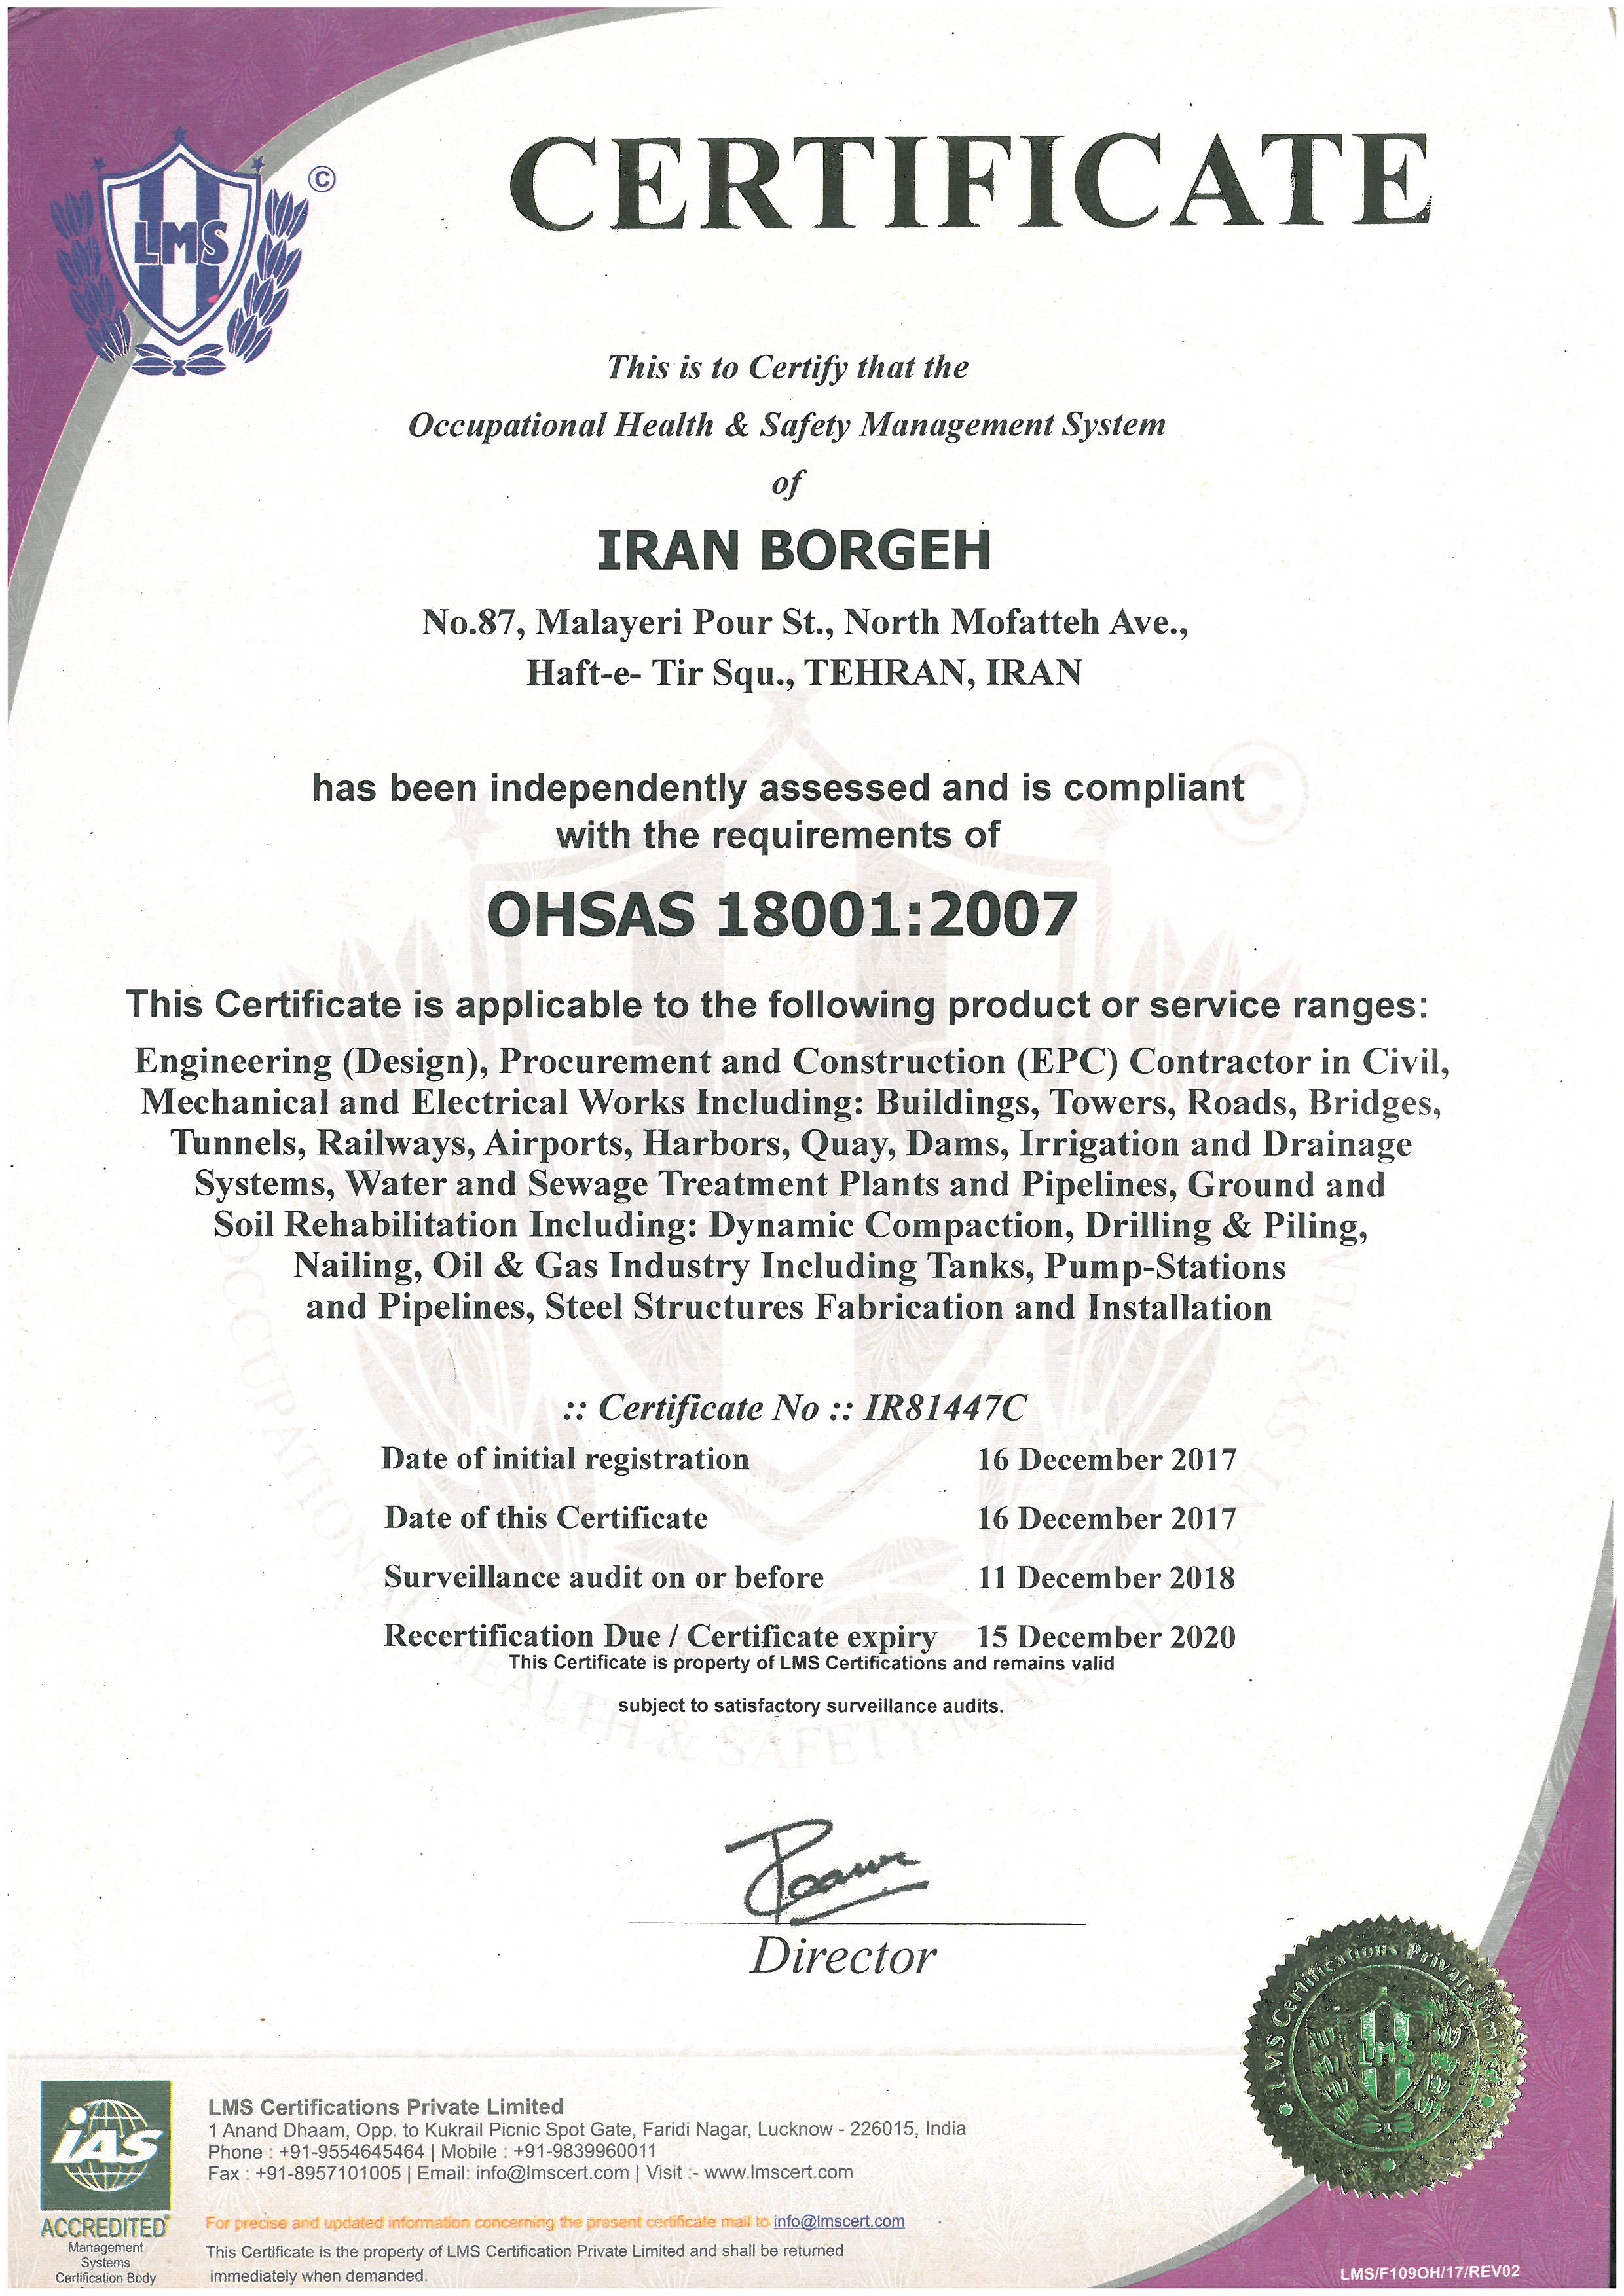 LMS
©
CERTIFICATE
This is to Certify that the
Occupational Health & Safety Management System
of
IRAN BORGEH
No.87, Malayeri Pour St., North Mofatteh Ave.,
Haft-e- Tir Squ., TEHRAN, IRAN
has been independently assessed and is compliant
with the requirements of
OHSAS 18001:2007
This Certificate is applicable to the following product or service ranges:
Engineering (Design), Procurement and Construction (EPC) Contractor in Civil,
Mechanical and Electrical Works Including: Buildings, Towers, Roads, Bridges,
Tunnels, Railways, Airports, Harbors, Quay, Dams, Irrigation and Drainage
Systems, Water and Sewage Treatment Plants and Pipelines, Ground and
Soil Rehabilitation Including: Dynamic Compaction, Drilling & Piling,
Nailing, Oil & Gas Industry Including Tanks, Pump-Stations
and Pipelines, Steel Structures Fabrication and Installation
:: Certificate No :: IR81447C
Date of initial registration 16 December 2017
Date of this Certificate 16 December 2017
Surveillance audit on or before 11 December 2018
Recertification Due / Certificate expiry 15 December 2020
This Certificate is property of LMS Certifications and remains valid
subject to satisfactory surveillance audits.
OCCUPATIONAL HEALTH & SAFETY MANAGEMENT SYSTEM
Director
LMS Certifications Private Limited
LMS
iAS
ACCREDITED
Management
Systems
Certification Body
LMS Certifications Private Limited
1 Anand Dhaam, Opp. to Kukrail Picnic Spot Gate, Faridi Nagar, Lucknow - 226015, India
Phone : +91-9554645464 | Mobile : +91-9839960011
Fax : +91-8957101005 | Email: info@lmscert.com | Visit :- www.lmscert.com
For precise and updated information concerning the present certificate mail to info@lmscert.com
This Certificate is the property of LMS Certification Private Limited and shall be returned
immediately when demanded.
LMS/F109OH/17/REV02